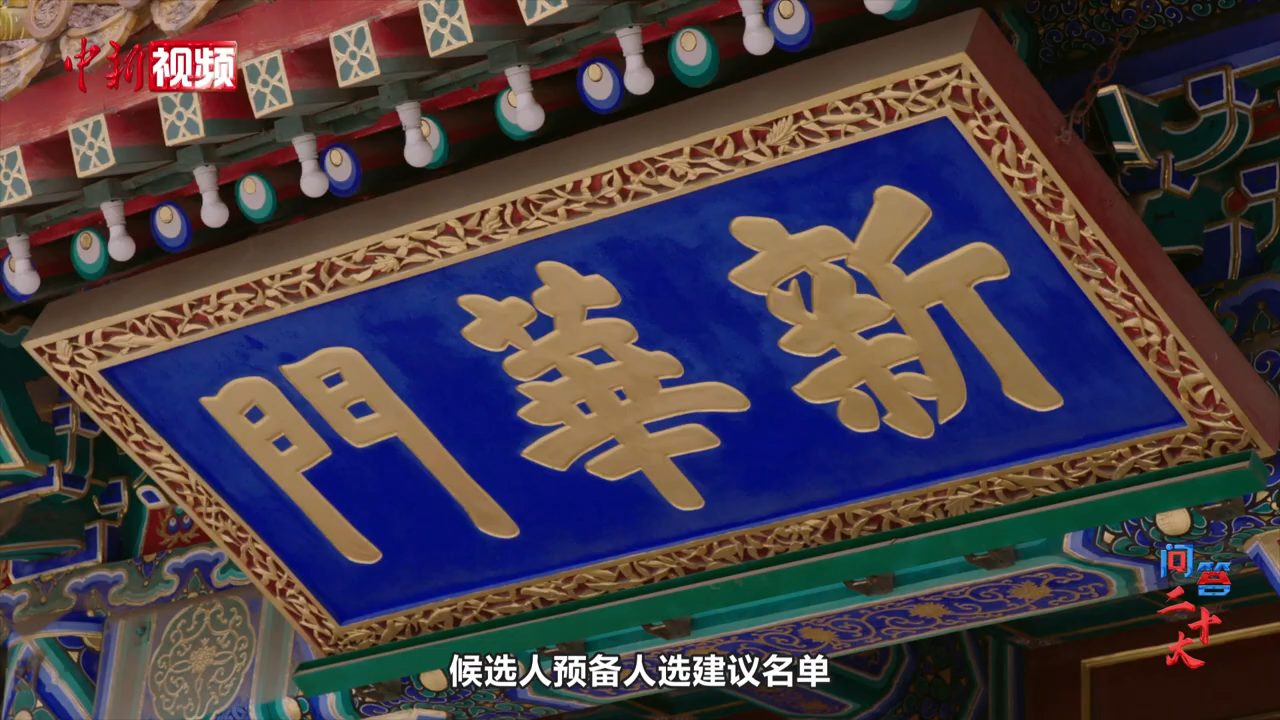 中新视频
新華門
问答
二十大
候选人预备人选建议名单